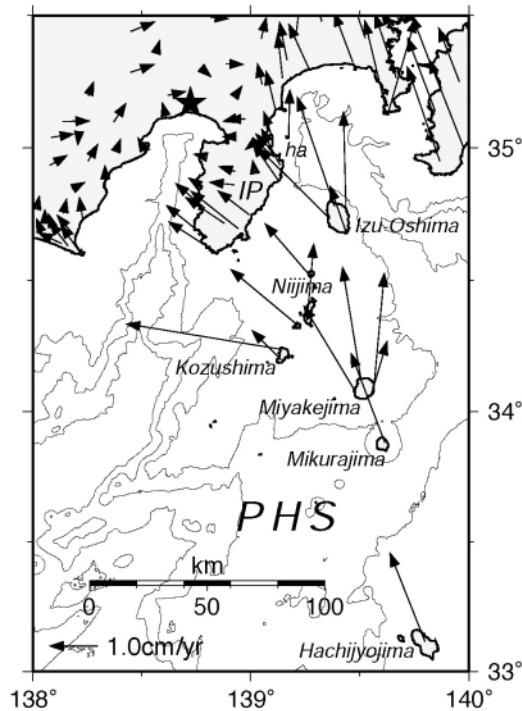 35°
ha
IP
Izu Oshima
Niijima
Kozushima
34°
Miyakejima
Mikurajima
PHS
km
0 50 100
1.0cm/yr
Hachijyojima
33°
138° 139° 140°